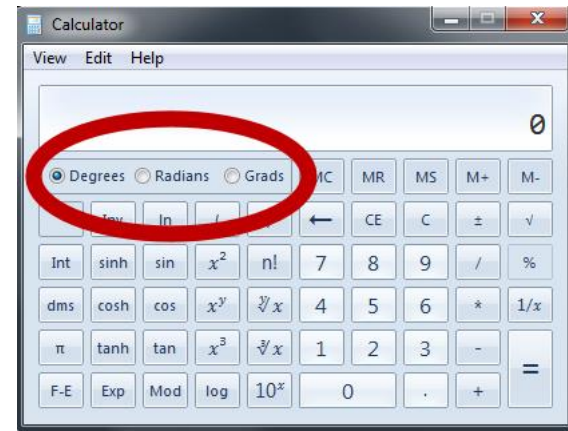 Calculator
View Edit Help
0
Degrees Radians Grads MC MR MS M+ M-
Inv ln ( ← CE C ± √
Int sinh sin x² n! 7 8 9 / %
dms cosh cos xʸ ʸ√x 4 5 6 * 1/x
π tanh tan x³ ³√x 1 2 3 - =
F-E Exp Mod log 10ˣ 0 . +